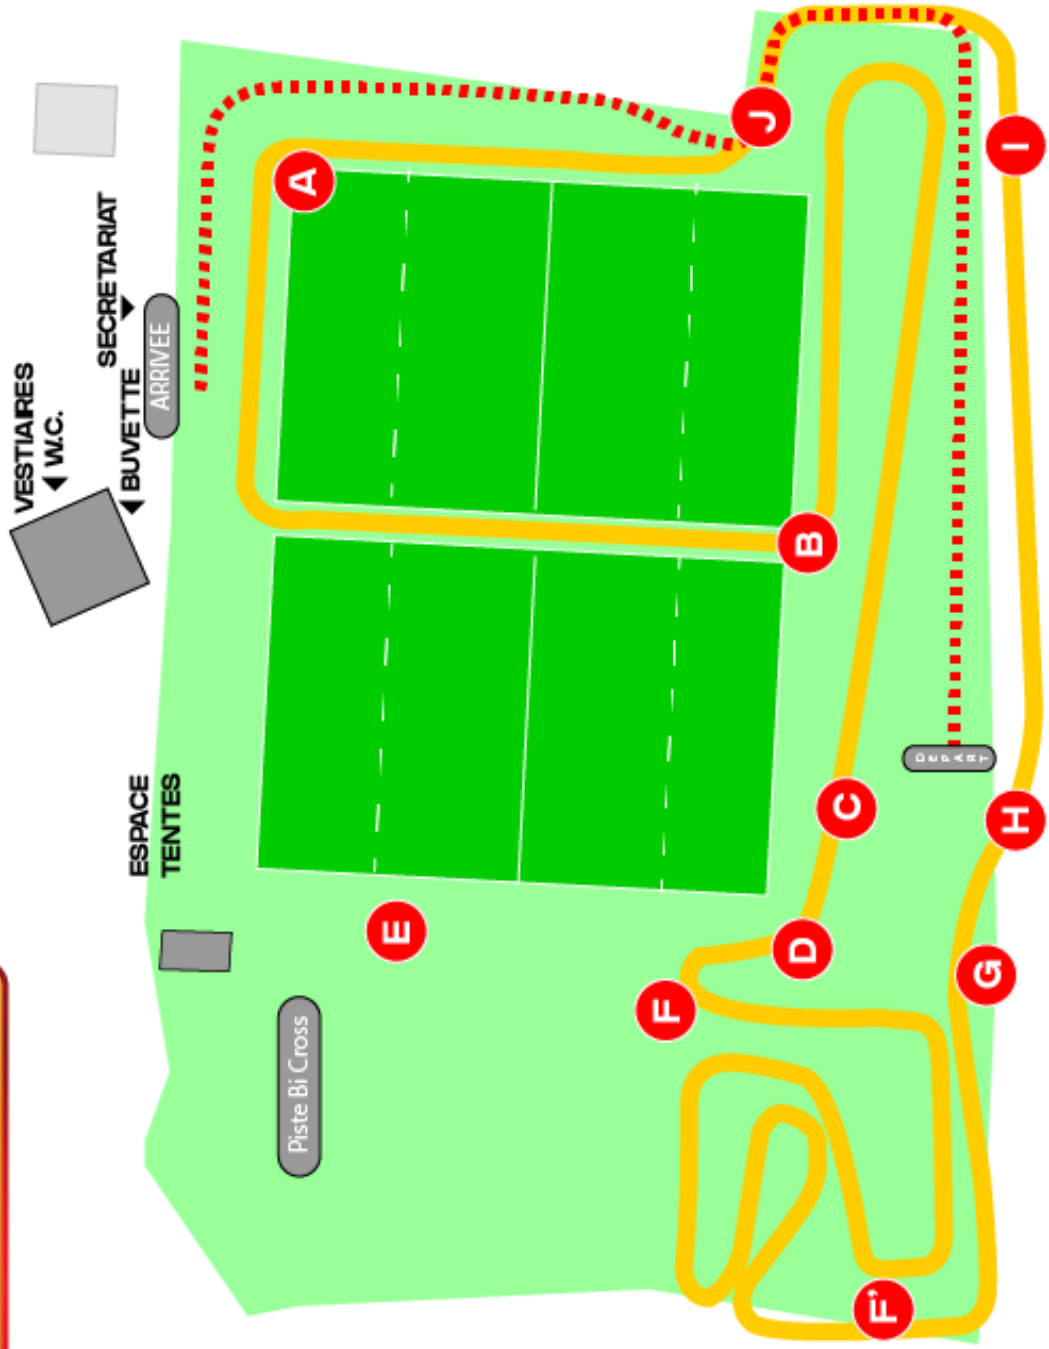 VESTIAIRES
W.C.
BUVETTE
SECRETARIAT
ARRIVEE
ESPACE
TENTES
Piste Bi Cross
DEPART
A
B
C
D
E
F
F'
G
H
I
J